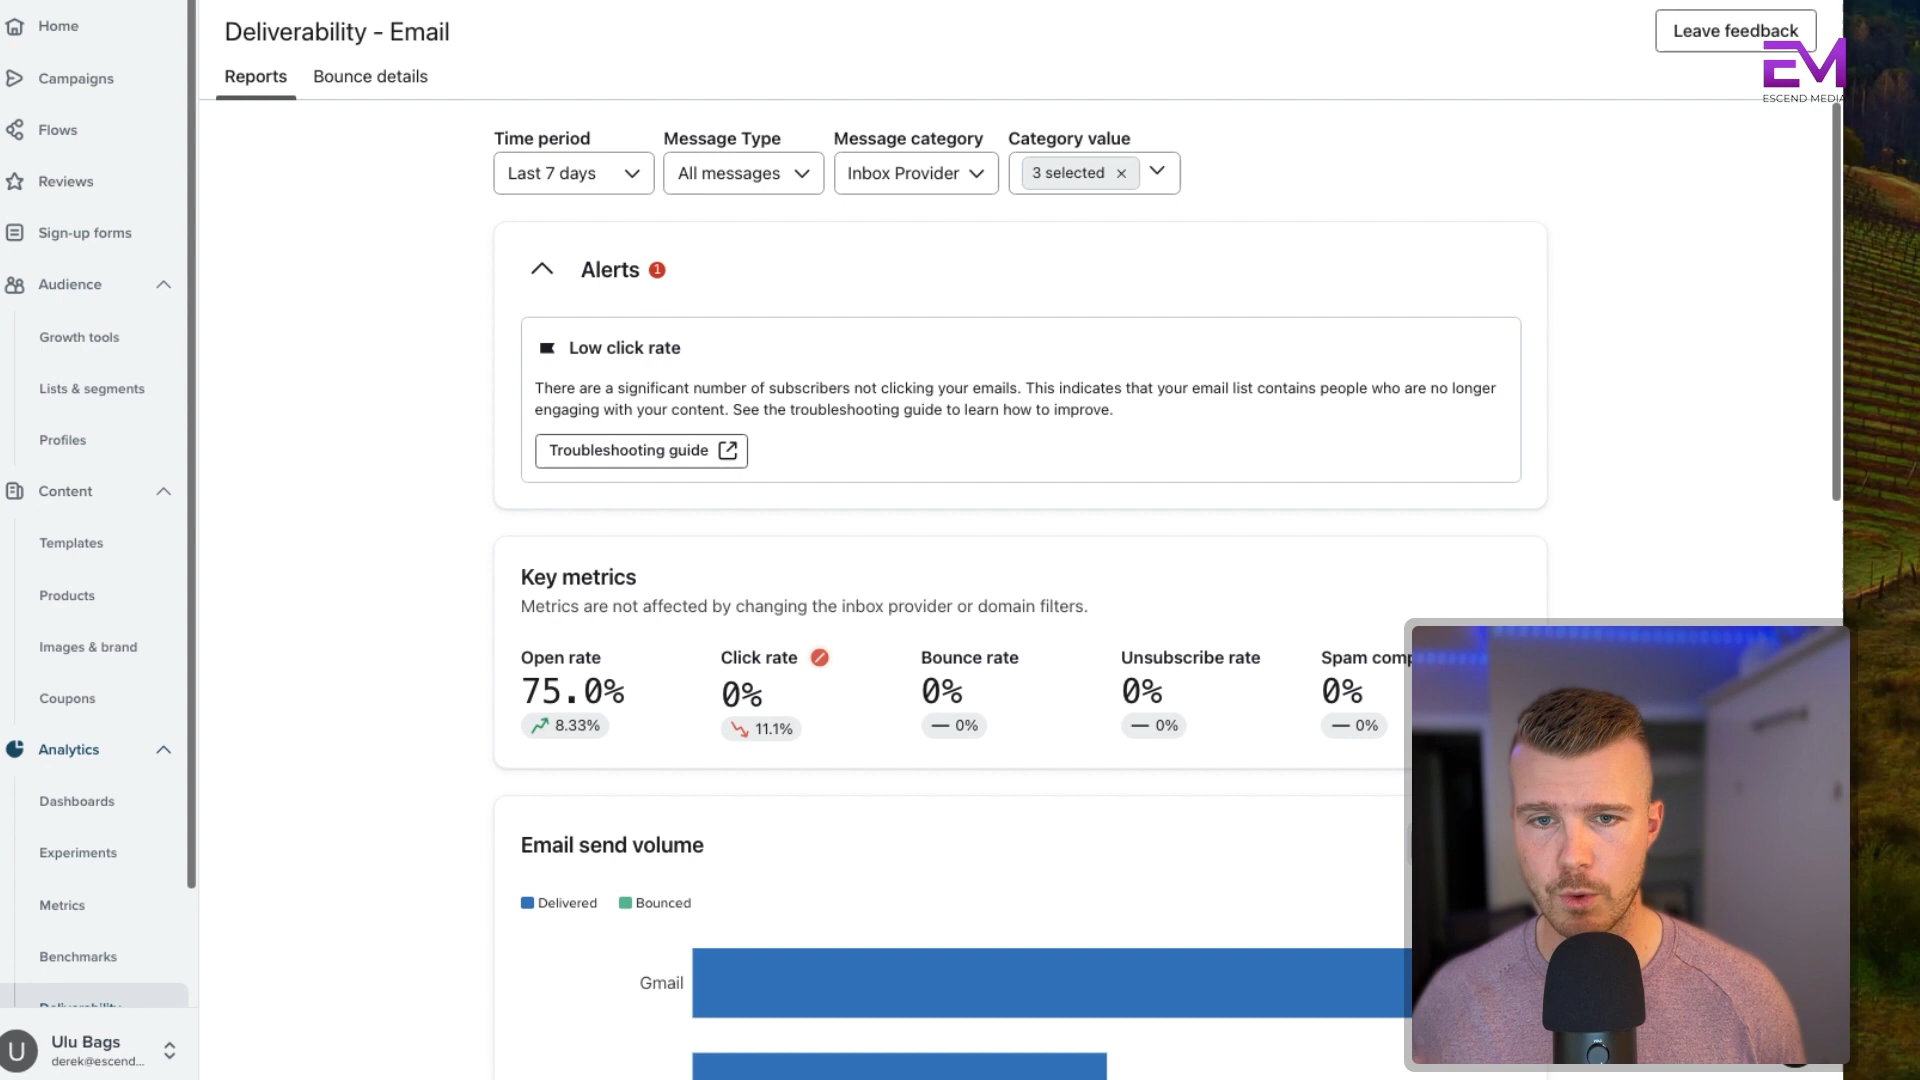 Home
Campaigns
Flows
Reviews
Sign-up forms
Audience
Growth tools
Lists & segments
Profiles
Content
Templates
Products
Images & brand
Coupons
Analytics
Dashboards
Experiments
Metrics
Benchmarks
Deliverability
U
Ulu Bags
derek@escend...
Deliverability - Email
Leave feedback
EM
ESCEND MEDIA
Reports Bounce details
Time period Message Type Message category Category value
Last 7 days All messages Inbox Provider 3 selected ×
Alerts 1
Low click rate
There are a significant number of subscribers not clicking your emails. This indicates that your email list contains people who are no longer
engaging with your content. See the troubleshooting guide to learn how to improve.
Troubleshooting guide
Key metrics
Metrics are not affected by changing the inbox provider or domain filters.
Open rate Click rate Bounce rate Unsubscribe rate Spam comp
75.0% 0% 0% 0% 0%
8.33% 11.1% — 0% — 0% — 0%
Email send volume
Delivered Bounced
Gmail